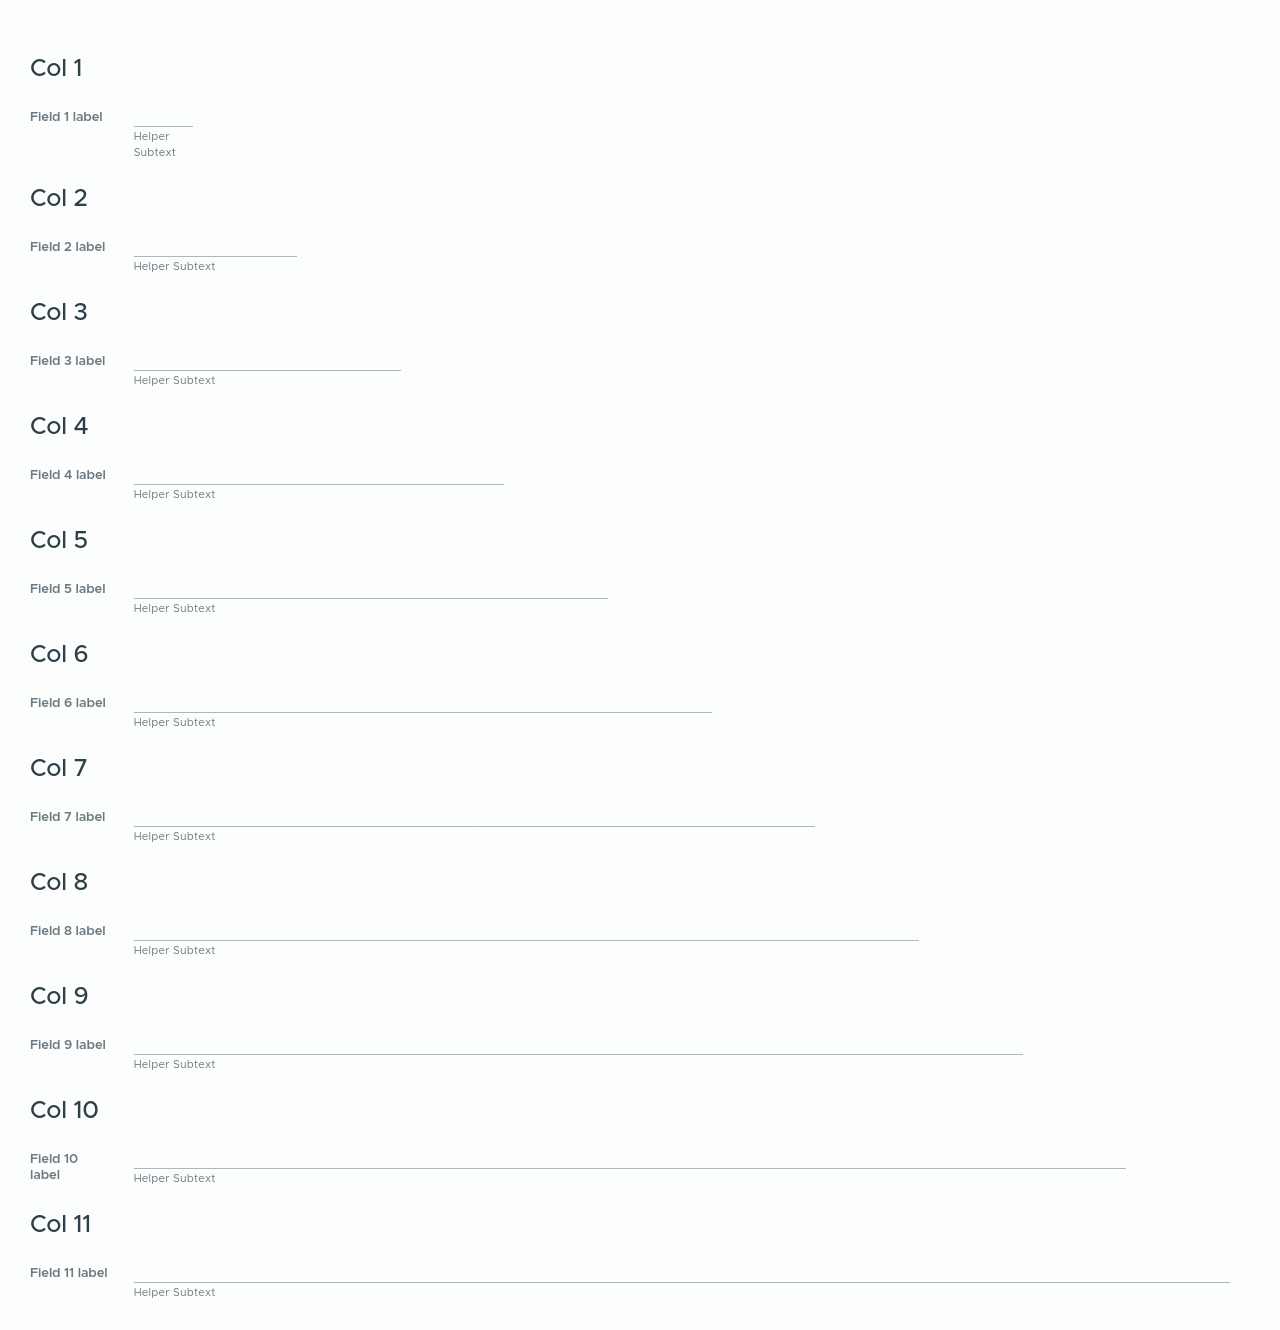 Col 1
Field 1 label
Helper
Subtext
Col 2
Field 2 label
Helper Subtext
Col 3
Field 3 label
Helper Subtext
Col 4
Field 4 label
Helper Subtext
Col 5
Field 5 label
Helper Subtext
Col 6
Field 6 label
Helper Subtext
Col 7
Field 7 label
Helper Subtext
Col 8
Field 8 label
Helper Subtext
Col 9
Field 9 label
Helper Subtext
Col 10
Field 10
label
Helper Subtext
Col 11
Field 11 label
Helper Subtext